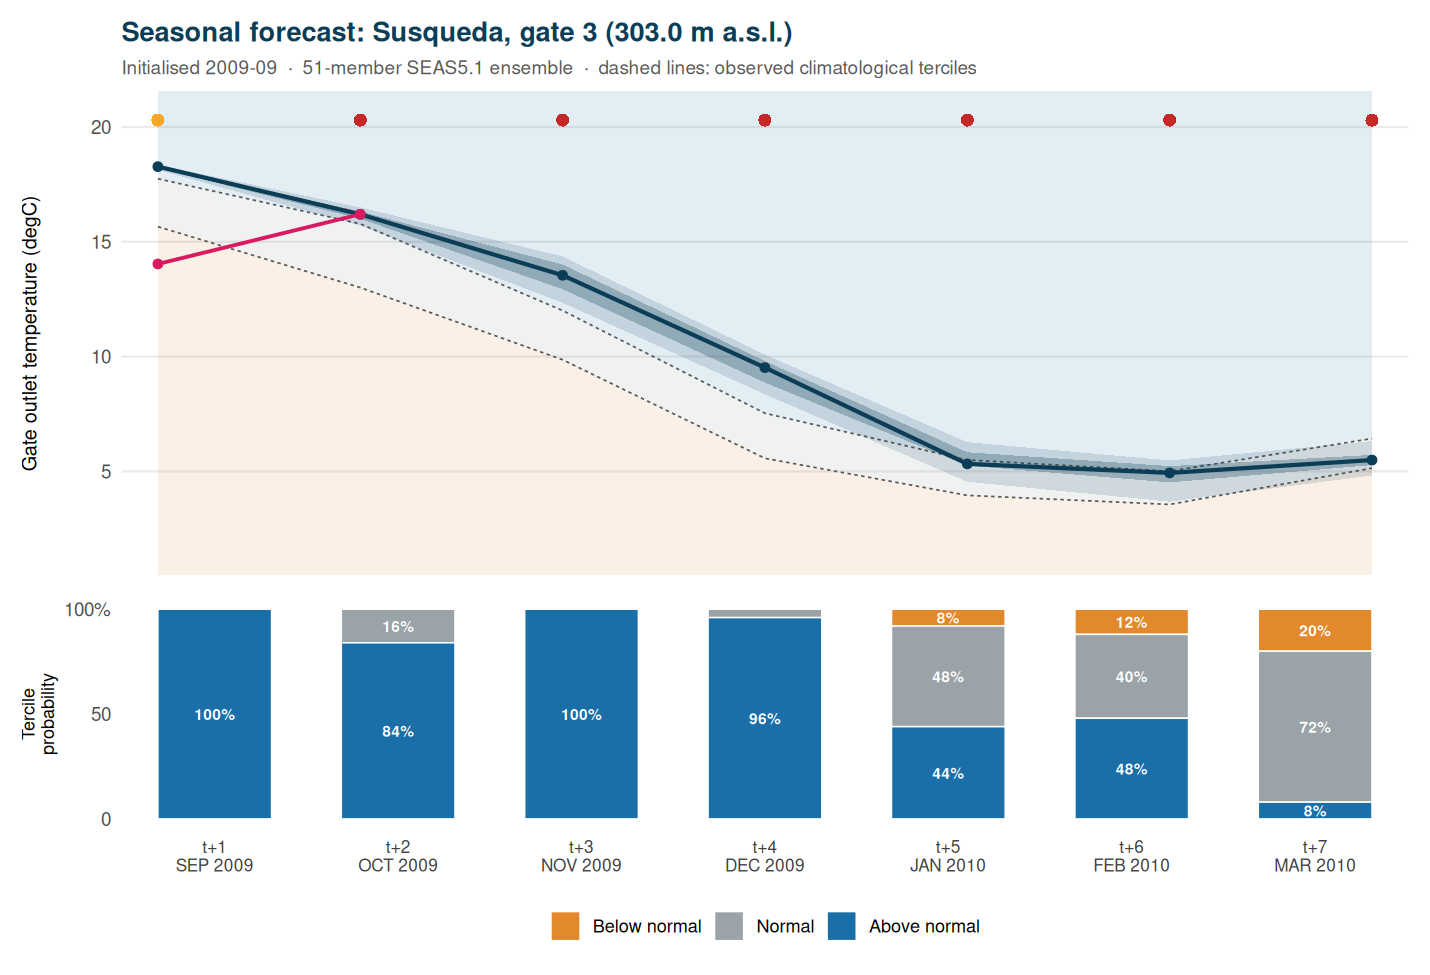 Seasonal forecast: Susqueda, gate 3 (303.0 m a.s.l.)
Initialised 2009-09 · 51-member SEAS5.1 ensemble · dashed lines: observed climatological terciles
Gate outlet temperature (degC)
20
15
10
5
Tercile
probability
100%
50
0
100%
16%
84%
100%
96%
8%
48%
44%
12%
40%
48%
20%
72%
8%
t+1
SEP 2009
t+2
OCT 2009
t+3
NOV 2009
t+4
DEC 2009
t+5
JAN 2010
t+6
FEB 2010
t+7
MAR 2010
Below normal
Normal
Above normal